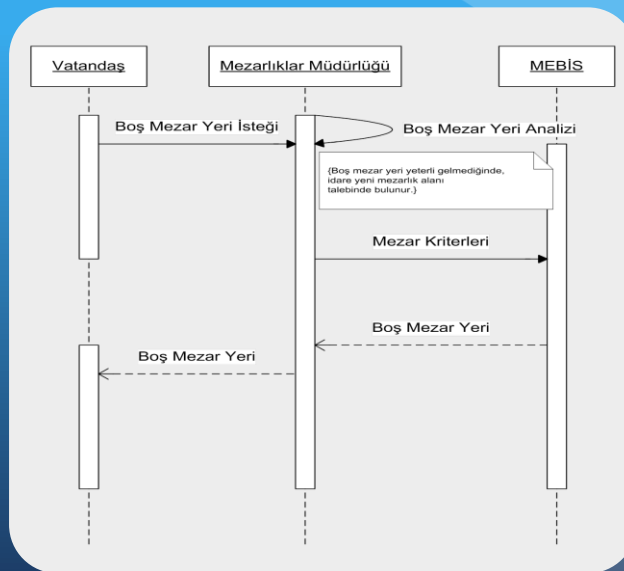 Vatandaş
Mezarlıklar Müdürlüğü
MEBİS
Boş Mezar Yeri İsteği
Boş Mezar Yeri Analizi
{Boş mezar yeri yeterli gelmediğinde,
idare yeni mezarlık alanı
talebinde bulunur.}
Mezar Kriterleri
Boş Mezar Yeri
Boş Mezar Yeri